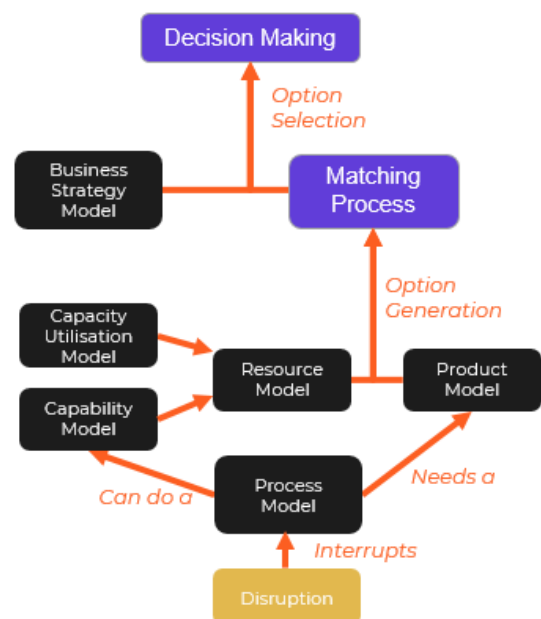 Decision Making
Option
Selection
Business
Strategy
Model
Matching
Process
Option
Generation
Capacity
Utilisation
Model
Resource
Model
Product
Model
Capability
Model
Can do a
Process
Model
Needs a
Interrupts
Disruption